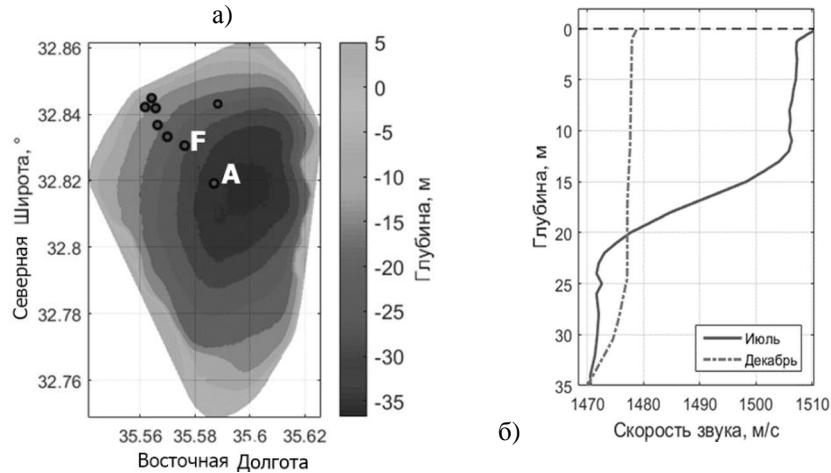 а)
32.86
32.84
32.82
32.8
32.78
32.76
Северная Широта, °
F
A
35.56 35.58 35.6 35.62
Восточная Долгота
5
0
-5
-10
-15
-20
-25
-30
-35
Глубина, м
б)
0
5
10
15
20
25
30
35
Глубина, м
Июль
Декабрь
1470 1480 1490 1500 1510
Скорость звука, м/с